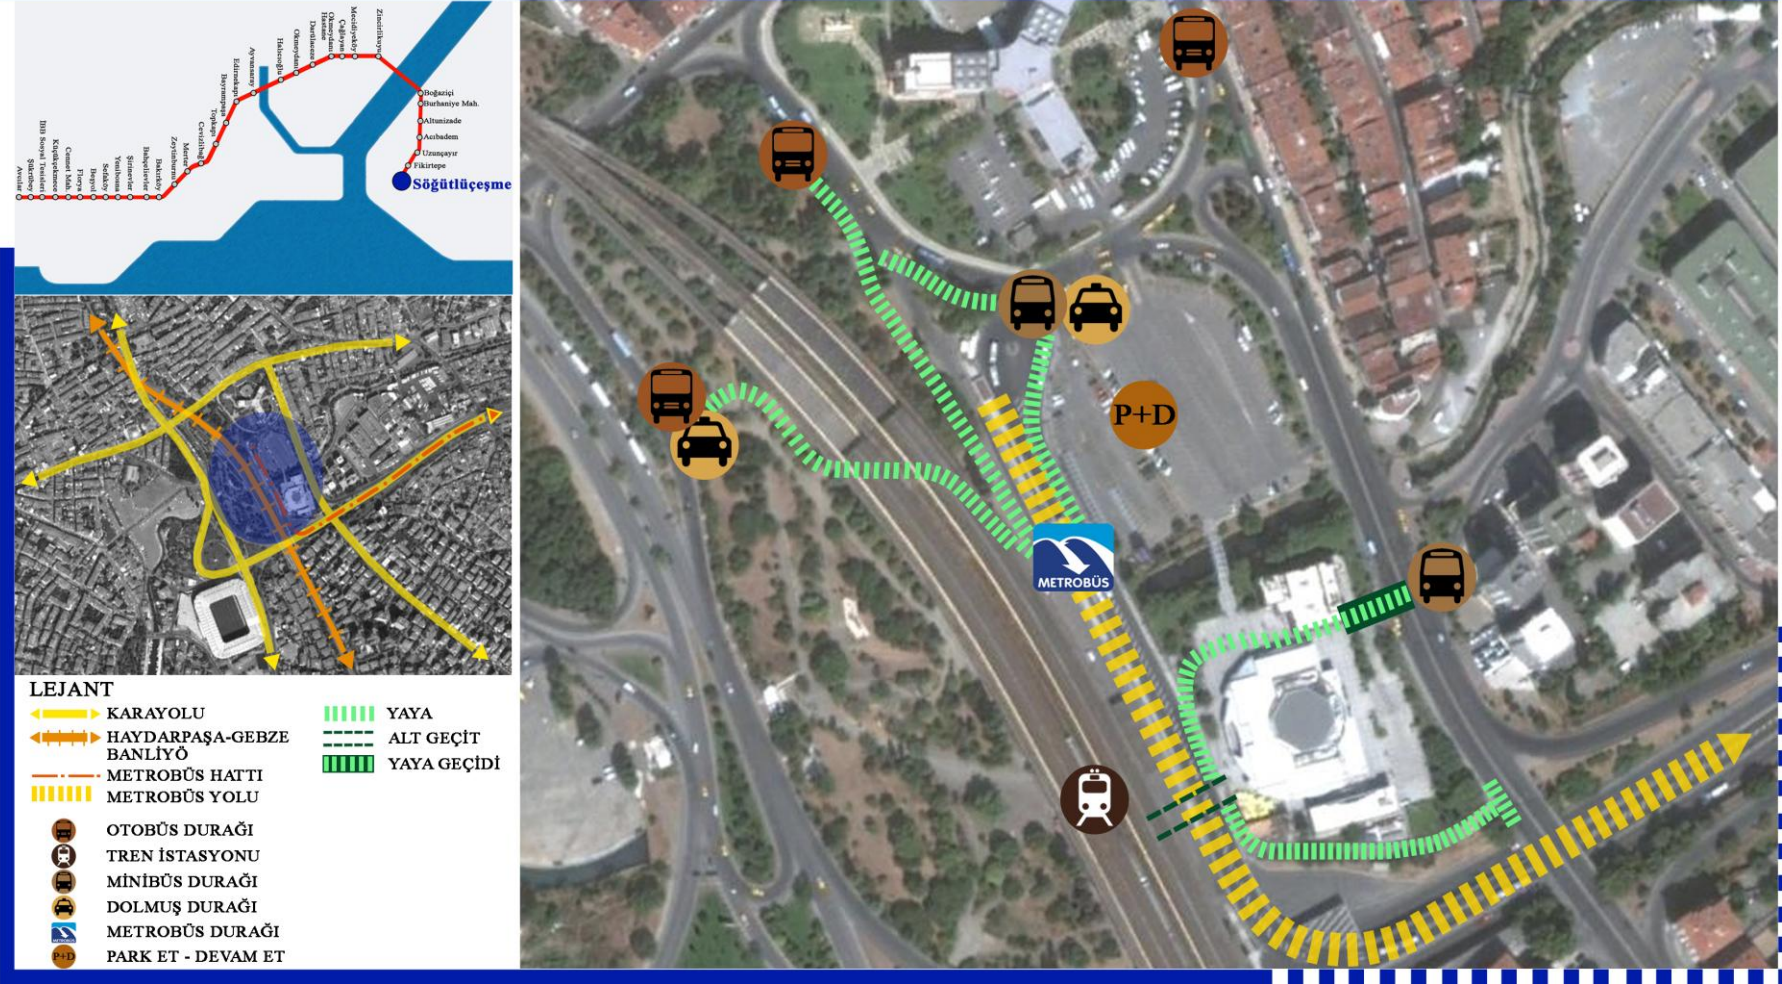 Avcılar
Şükrübey
İBB Sosyal Tesisleri
Küçükçekmece
Cennet Mah.
Florya
Beşyol
Sefaköy
Yenibosna
Şirinevler
Bahçelievler
Bakırköy
Zeytinburnu
Merter
Cevizlibağ
Topkapı
Bayrampaşa
Edirnekapı
Ayvansaray
Halıcıoğlu
Okmeydanı
Darülaceze
Okmeydanı
Hastane
Çağlayan
Mecidiyeköy
Zincirlikuyu
Boğaziçi
Burhaniye Mah.
Altunizade
Acıbadem
Uzunçayır
Fikirtepe
Söğütlüçeşme
LEJANT
KARAYOLU
HAYDARPAŞA-GEBZE
BANLİYÖ
METROBÜS HATTI
METROBÜS YOLU
YAYA
ALT GEÇİT
YAYA GEÇİDİ
OTOBÜS DURAĞI
TREN İSTASYONU
MİNİBÜS DURAĞI
DOLMUŞ DURAĞI
METROBÜS DURAĞI
P+D PARK ET - DEVAM ET
P+D
METROBÜS